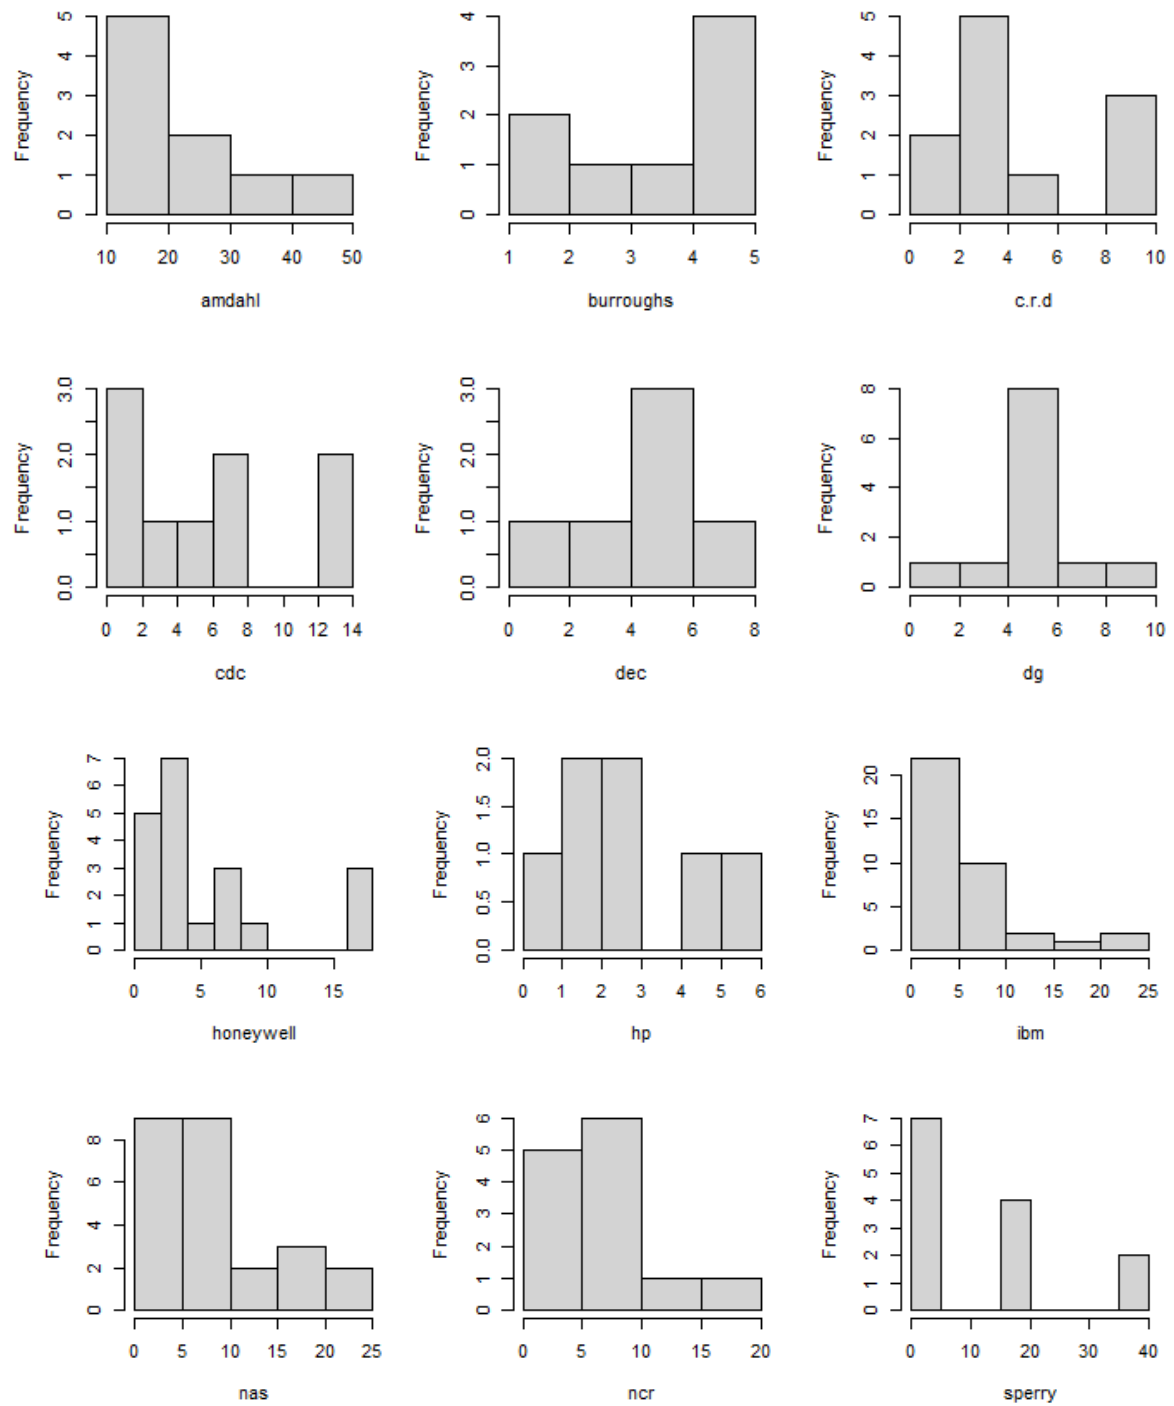 Frequency
0 1 2 3 4 5
10 20 30 40 50
amdahl
Frequency
0 1 2 3 4
1 2 3 4 5
burroughs
Frequency
0 1 2 3 4 5
0 2 4 6 8 10
c.r.d
Frequency
0.0 1.0 2.0 3.0
0 2 4 6 8 10 12 14
cdc
Frequency
0.0 1.0 2.0 3.0
0 2 4 6 8
dec
Frequency
0 2 4 6 8
0 2 4 6 8 10
dg
Frequency
0 1 2 3 4 5 6 7
0 5 10 15
honeywell
Frequency
0.0 0.5 1.0 1.5 2.0
0 1 2 3 4 5 6
hp
Frequency
0 5 10 15 20
0 5 10 15 20 25
ibm
Frequency
0 2 4 6 8
0 5 10 15 20 25
nas
Frequency
0 1 2 3 4 5 6
0 5 10 15 20
ncr
Frequency
0 1 2 3 4 5 6 7
0 10 20 30 40
sperry